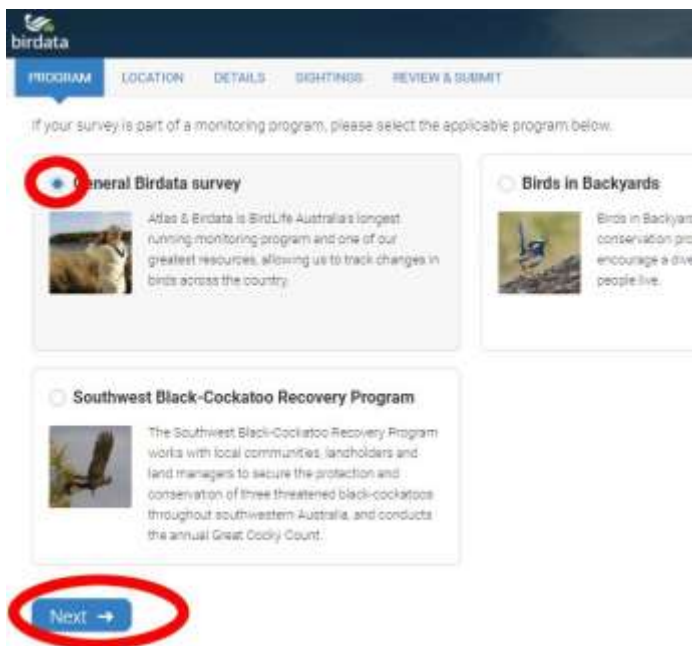 birdata
PROGRAM LOCATION DETAILS SIGHTINGS REVIEW & SUBMIT
If your survey is part of a monitoring program, please select the applicable program below.
General Birdata survey
Atlas & Birdata is BirdLife Australia's longest
running monitoring program and one of our
greatest resources, allowing us to track changes in
birds across the country.
Birds in Backyards
Birds in Backyar
conservation pro
encourage a dive
people live.
Southwest Black-Cockatoo Recovery Program
The Southwest Black-Cockatoo Recovery Program
works with local communities, landholders and
land managers to secure the protection and
conservation of three threatened black-cockatoos
throughout southwestern Australia, and conducts
the annual Great Cocky Count.
Next →